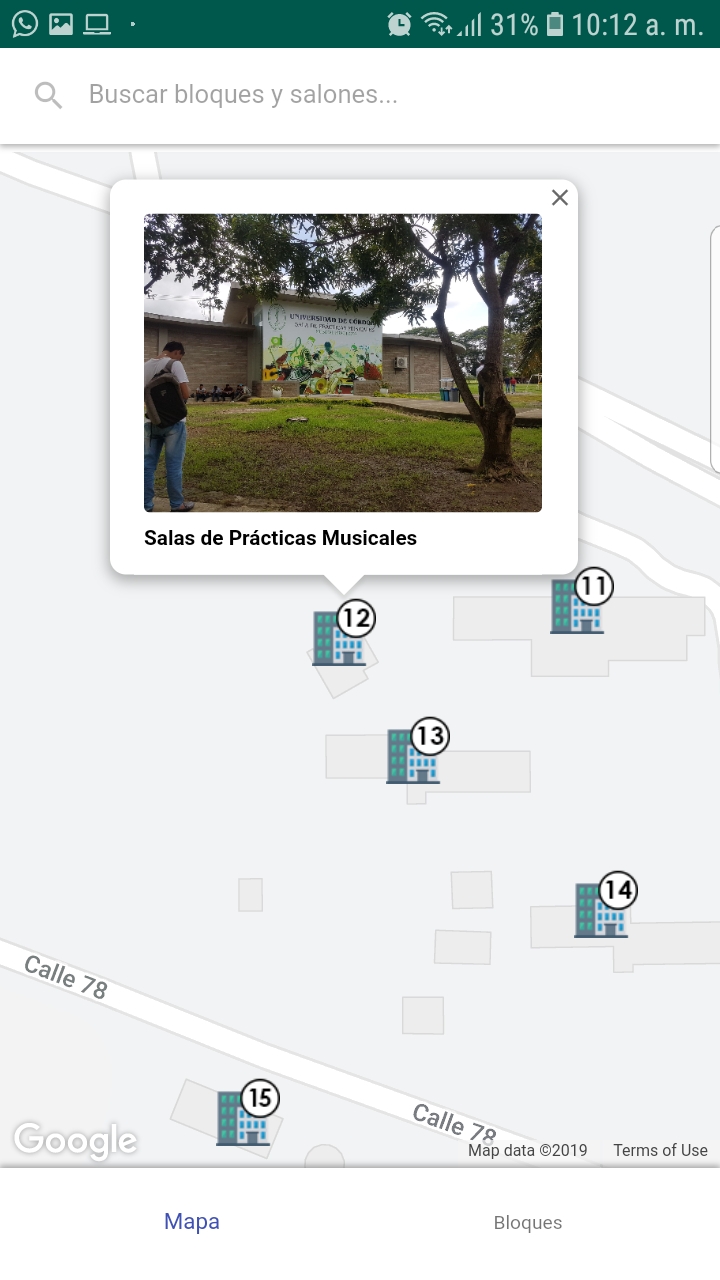 31% 10:12 a. m.
Buscar bloques y salones...
UNIVERSIDAD DE CÓRDOBA
SALA DE PRÁCTICAS MUSICALES
Salas de Prácticas Musicales
11
12
13
14
Calle 78
15
Calle 78
Google
Map data ©2019 Terms of Use
Mapa Bloques